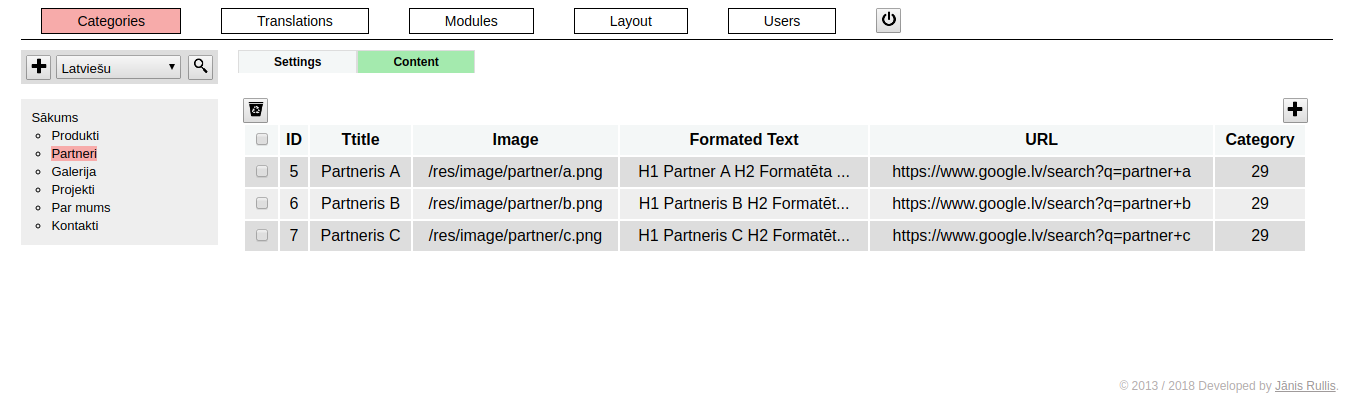 Categories Translations Modules Layout Users
Latviešu
Settings Content
Sākums
Produkti
Partneri
Galerija
Projekti
Par mums
Kontakti
ID Ttitle Image Formated Text URL Category
5 Partneris A /res/image/partner/a.png H1 Partner A H2 Formatēta ... https://www.google.lv/search?q=partner+a 29
6 Partneris B /res/image/partner/b.png H1 Partneris B H2 Formatēt... https://www.google.lv/search?q=partner+b 29
7 Partneris C /res/image/partner/c.png H1 Partneris C H2 Formatēt... https://www.google.lv/search?q=partner+c 29
© 2013 / 2018 Developed by Jānis Rullis.